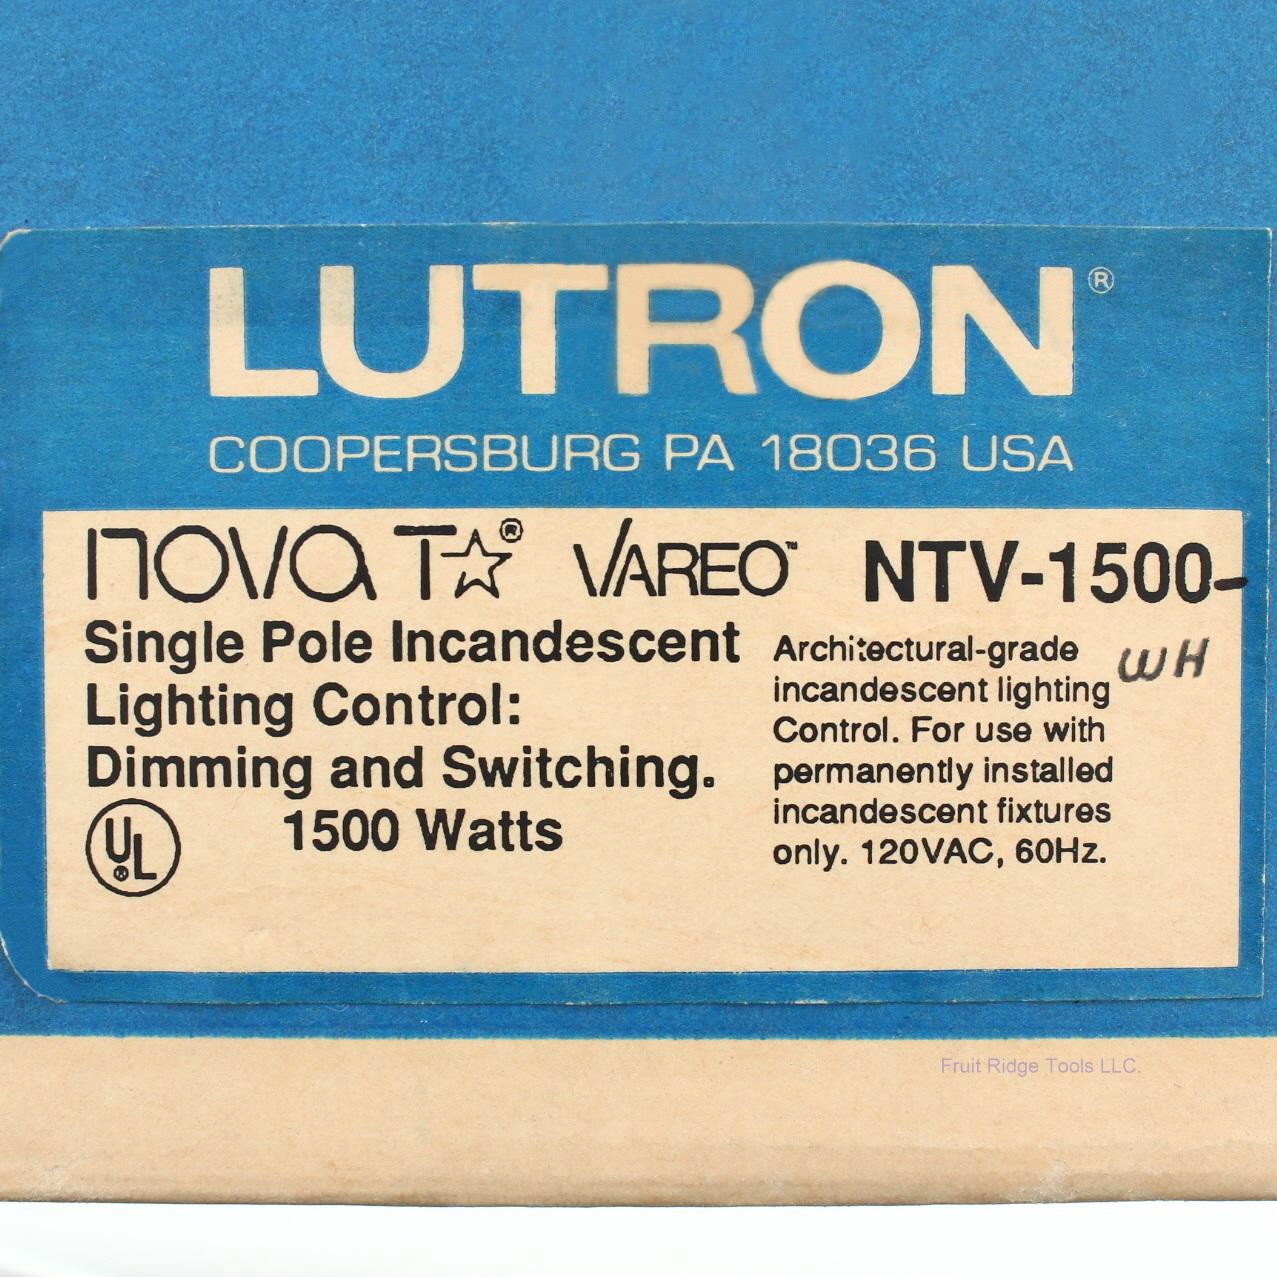 LUTRON®
COOPERSBURG PA 18036 USA
nova T☆® VAREO™ NTV-1500-
WH
Single Pole Incandescent
Lighting Control:
Dimming and Switching.
1500 Watts
UL®
Architectural-grade
incandescent lighting
Control. For use with
permanently installed
incandescent fixtures
only. 120VAC, 60Hz.
Fruit Ridge Tools LLC.